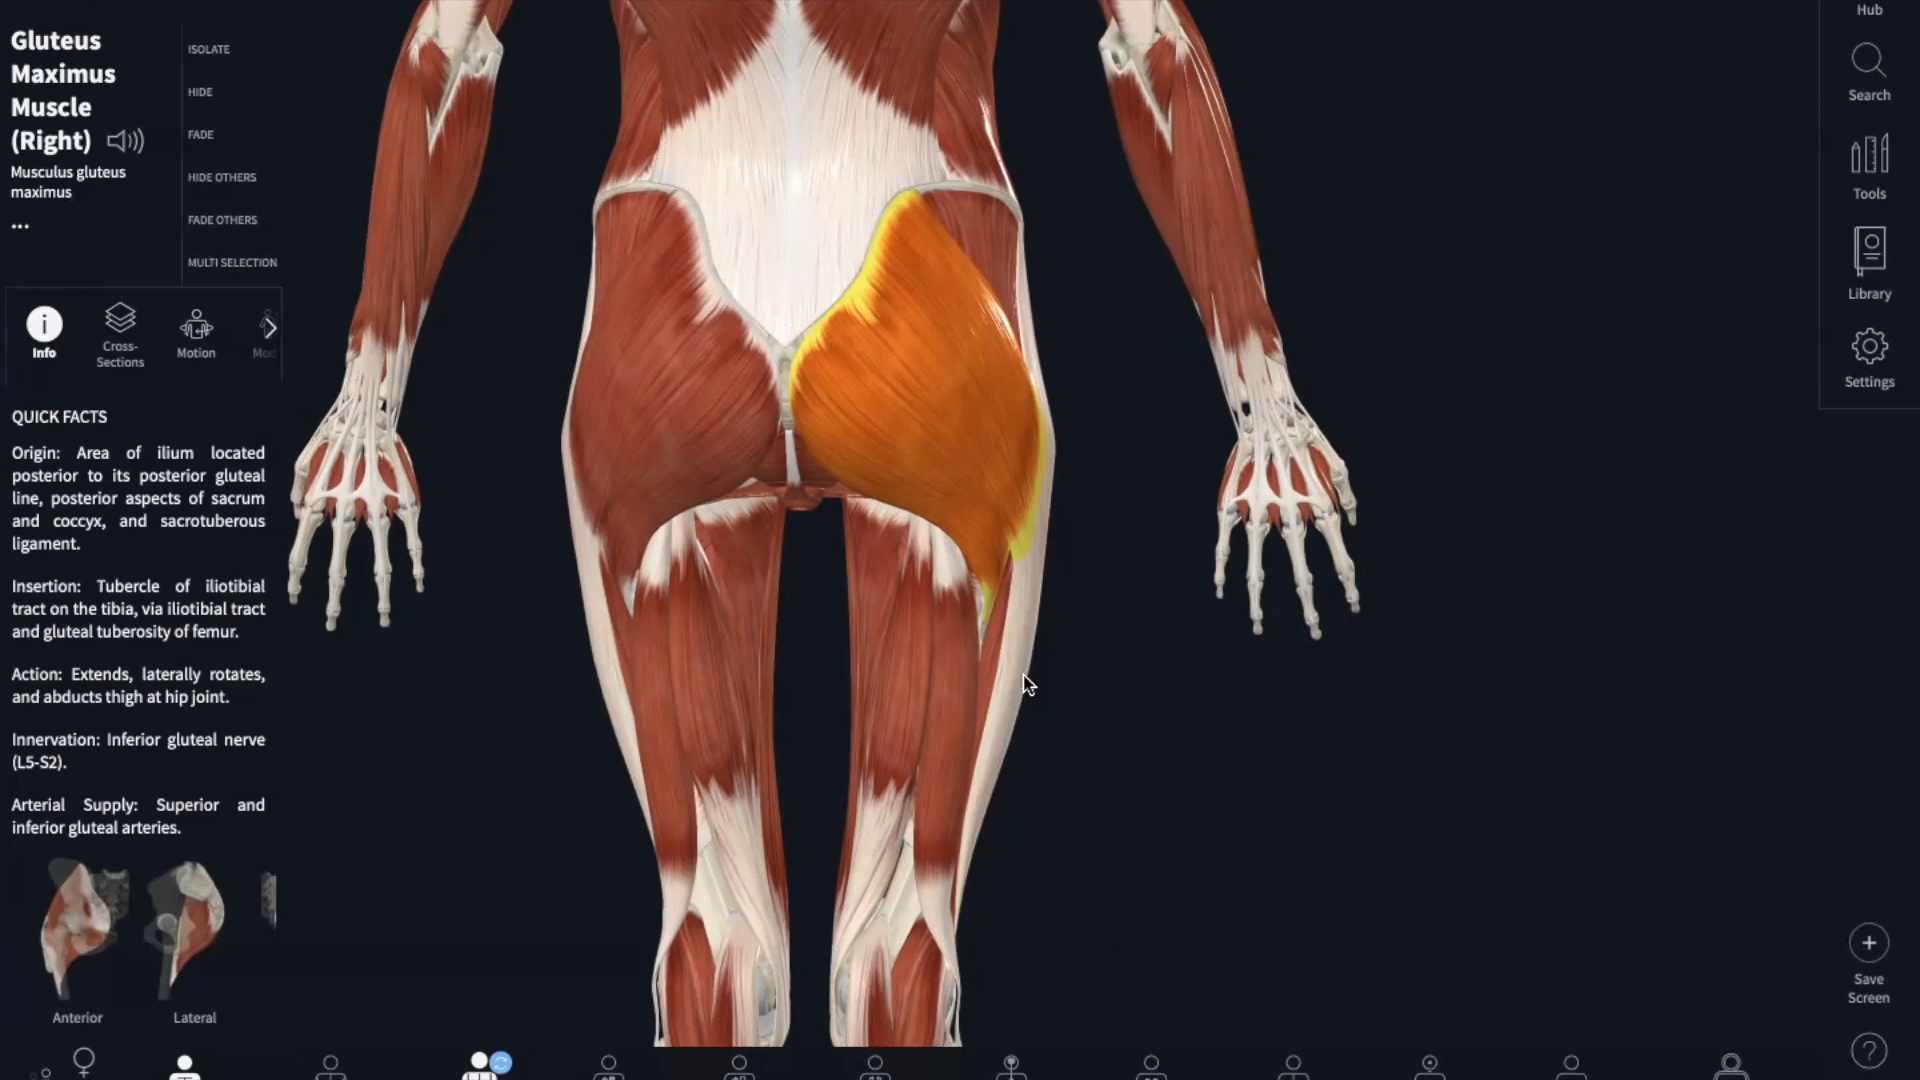 Gluteus
Maximus
Muscle
(Right)
Musculus gluteus
maximus
...
ISOLATE
HIDE
FADE
HIDE OTHERS
FADE OTHERS
MULTI SELECTION
Info
Cross-
Sections
Motion
QUICK FACTS
Origin: Area of ilium located
posterior to its posterior gluteal
line, posterior aspects of sacrum
and coccyx, and sacrotuberous
ligament.
Insertion: Tubercle of iliotibial
tract on the tibia, via iliotibial tract
and gluteal tuberosity of femur.
Action: Extends, laterally rotates,
and abducts thigh at hip joint.
Innervation: Inferior gluteal nerve
(L5-S2).
Arterial Supply: Superior and
inferior gluteal arteries.
Anterior
Lateral
Hub
Search
Tools
Library
Settings
Save
Screen